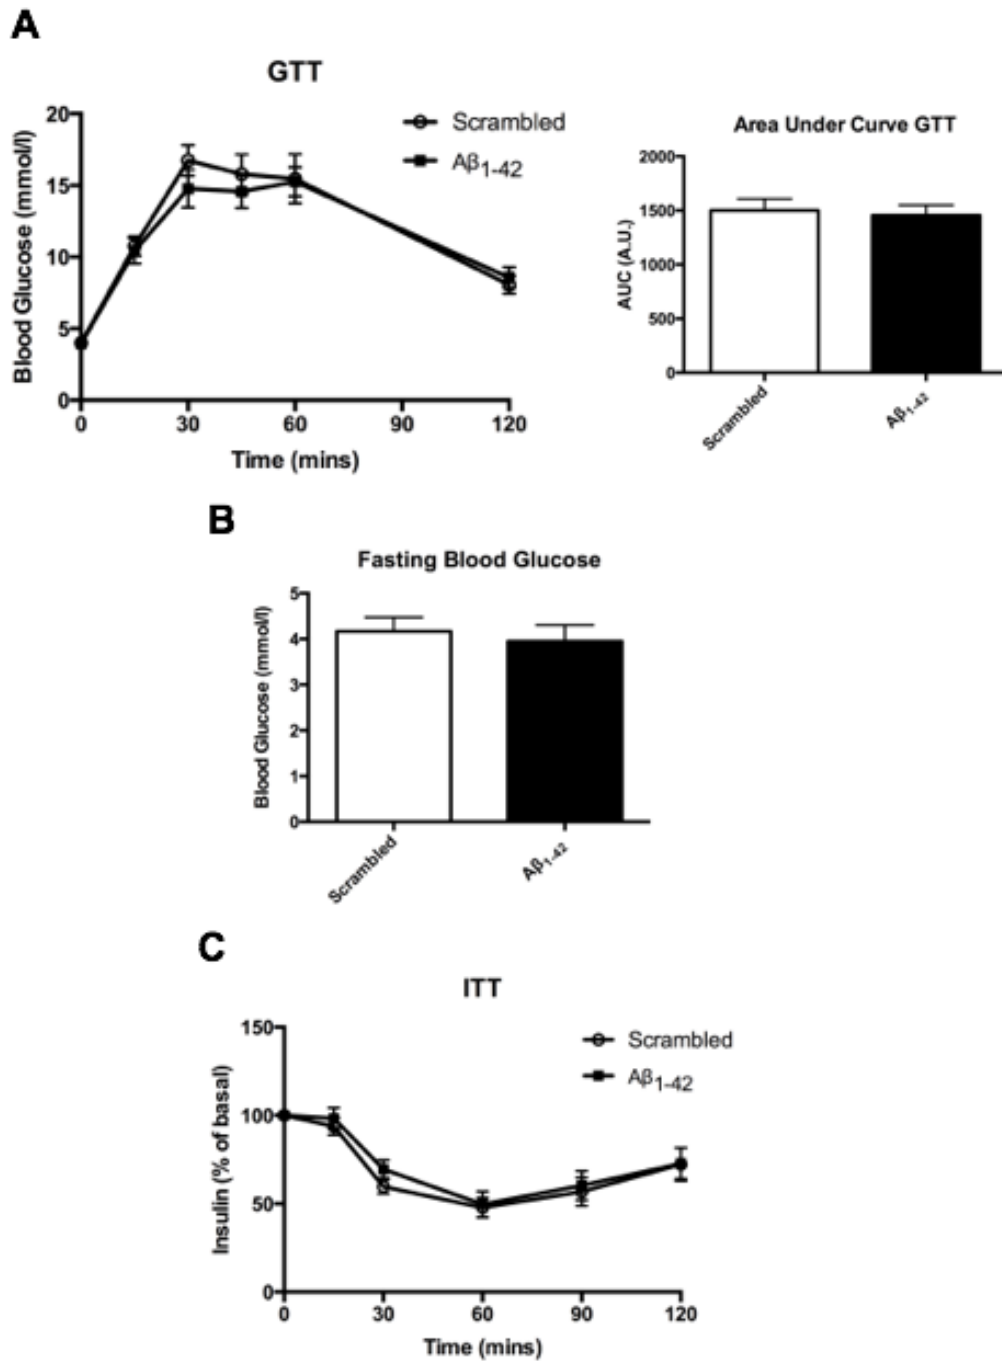 A
GTT
20
15
10
5
0
Blood Glucose (mmol/l)
0 30 60 90 120
Time (mins)
Scrambled
Aβ1-42
Area Under Curve GTT
2000
1500
1000
500
0
AUC (A.U.)
Scrambled
Aβ1-42
B
Fasting Blood Glucose
5
4
3
2
1
0
Blood Glucose (mmol/l)
Scrambled
Aβ1-42
C
ITT
150
100
50
0
Insulin (% of basal)
0 30 60 90 120
Time (mins)
Scrambled
Aβ1-42